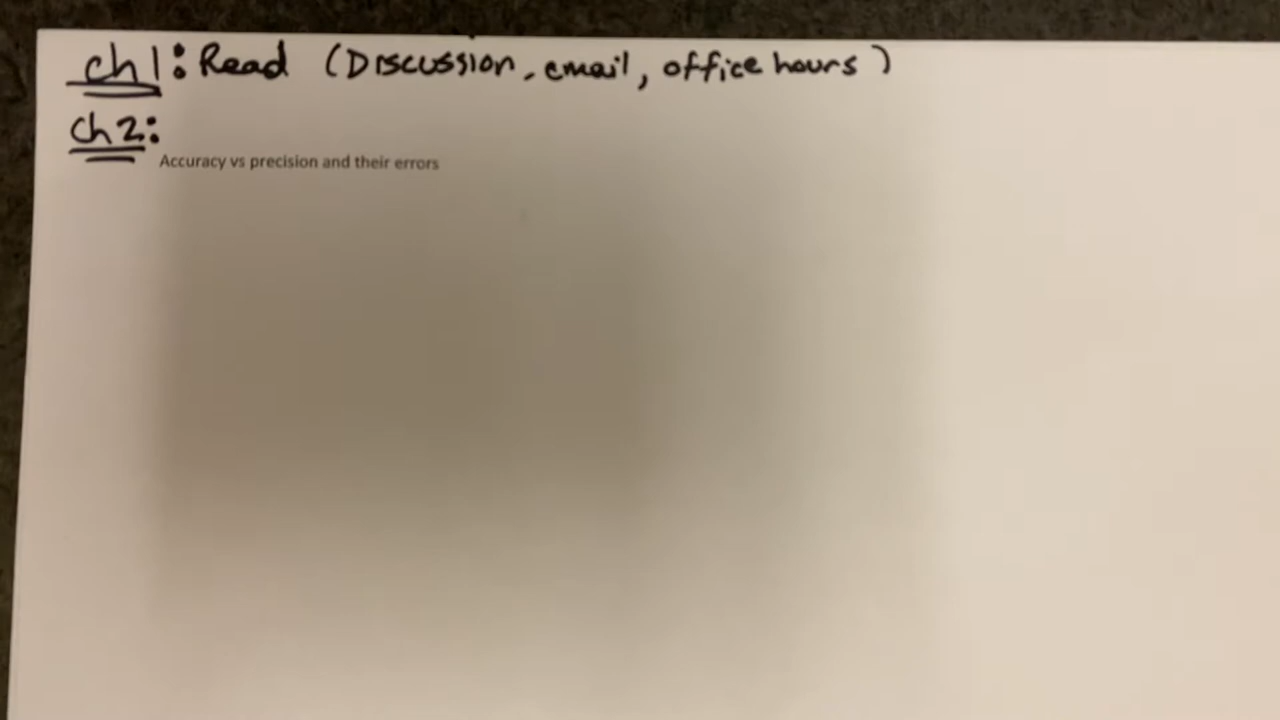 ch1: Read (Discussion, email, office hours)
ch2:
Accuracy vs precision and their errors